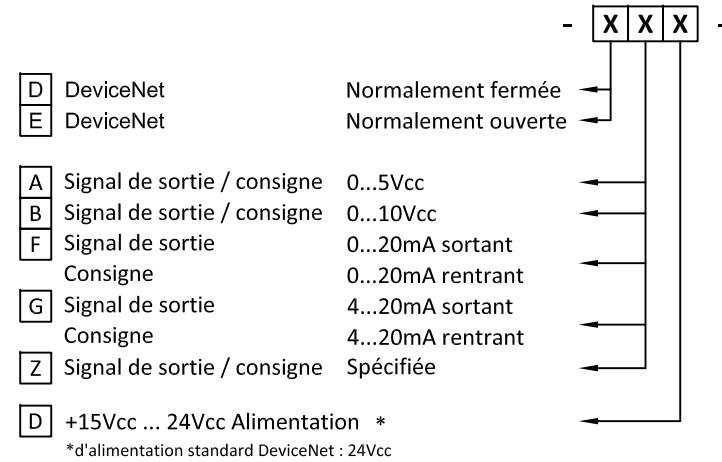 - X X X -
D DeviceNet Normalement fermée
E DeviceNet Normalement ouverte
A Signal de sortie / consigne 0...5Vcc
B Signal de sortie / consigne 0...10Vcc
F Signal de sortie 0...20mA sortant
Consigne 0...20mA rentrant
G Signal de sortie 4...20mA sortant
Consigne 4...20mA rentrant
Z Signal de sortie / consigne Spécifiée
D +15Vcc ... 24Vcc Alimentation *
*d'alimentation standard DeviceNet : 24Vcc